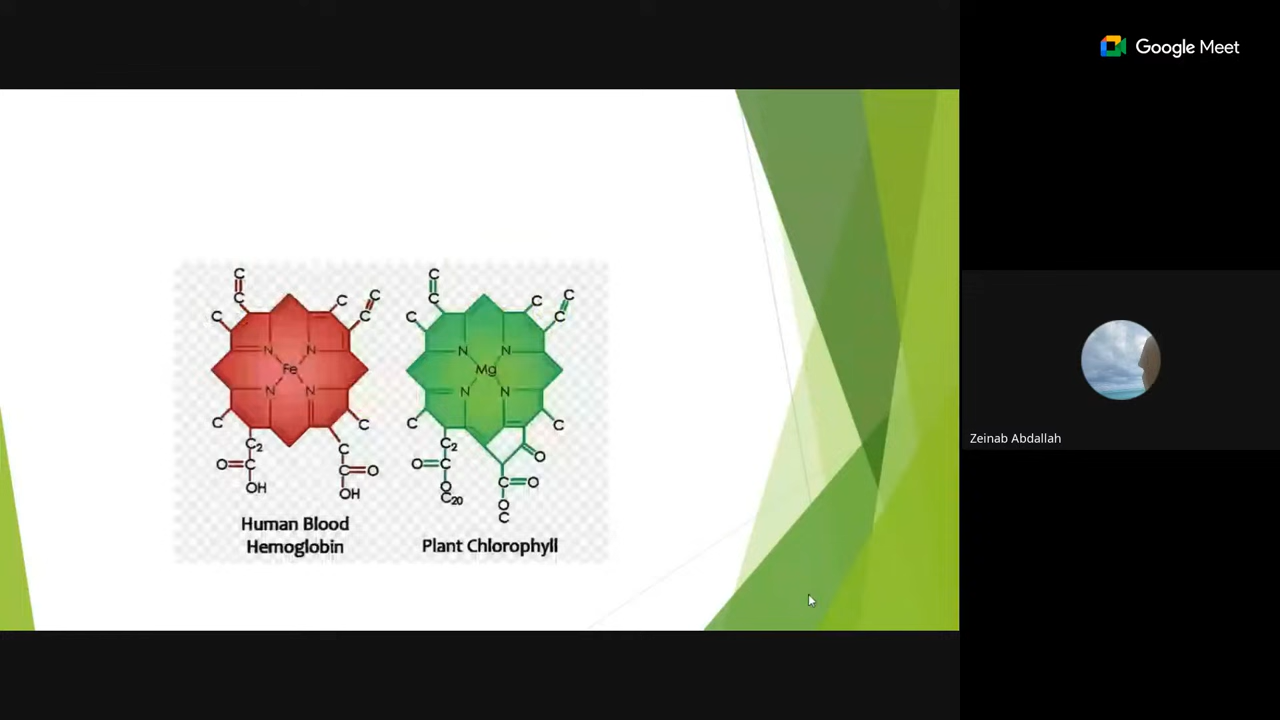 Google Meet
C
C
C
C
C
C
N
N
Fe
N
N
C
C
C₂
C
O
C
C
O
OH
OH
Human Blood
Hemoglobin
C
C
C
C
C
C
N
N
Mg
N
N
C
C
C₂
O
O
C
O
C₂₀
C
O
O
C
Plant Chlorophyll
Zeinab Abdallah